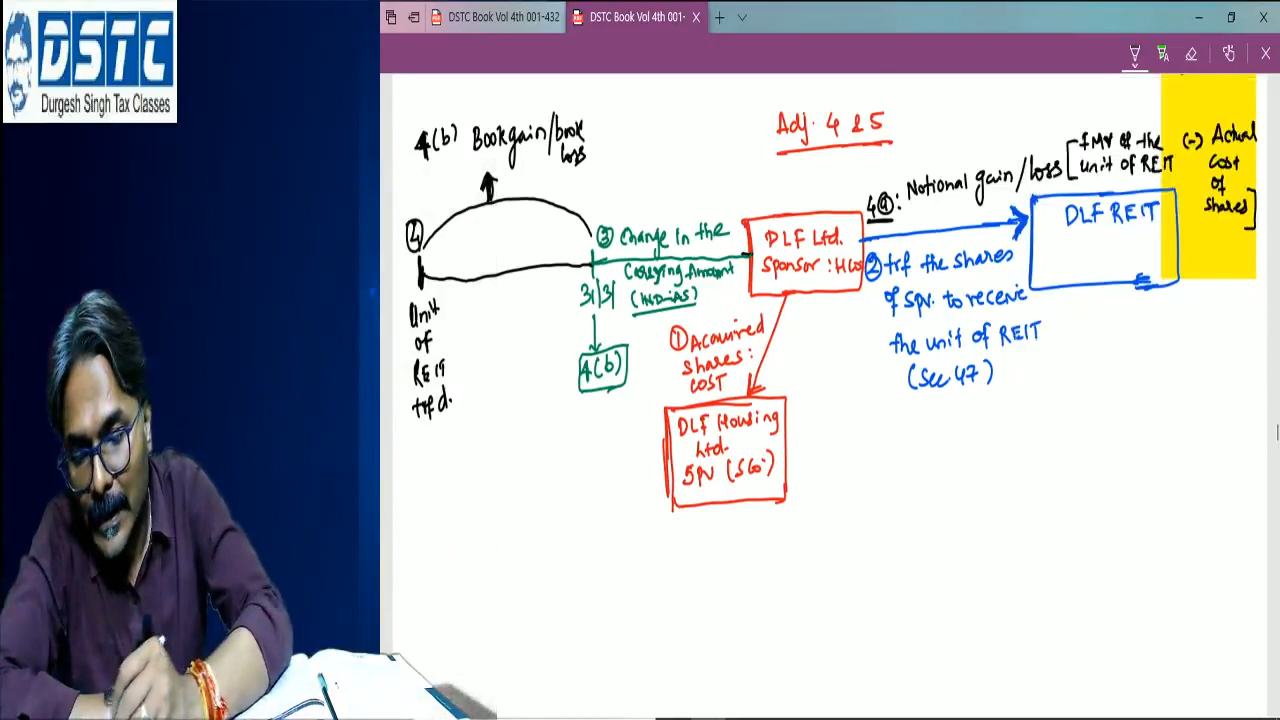 DSTC
Durgesh Singh Tax Classes
DSTC Book Vol 4th 001-432
DSTC Book Vol 4th 001-
Adj. 4 & 5
4(b) Book gain/book
loss
4
Unit
of
REIT
trfd.
③ Change in the
Carrying Amount
(IND-AS)
31/3/
4(b)
DLF Ltd.
Sponsor : HCo
① Acquired
shares :
COST
DLF Housing
Ltd.
SPV (SCo.)
4ⓐ: Notional gain/loss
FMV of the
unit of REIT
(-) Actual
Cost
of
shares
DLF REIT
② trf the shares
of SPV. to receive
the unit of REIT
(Sec 47)